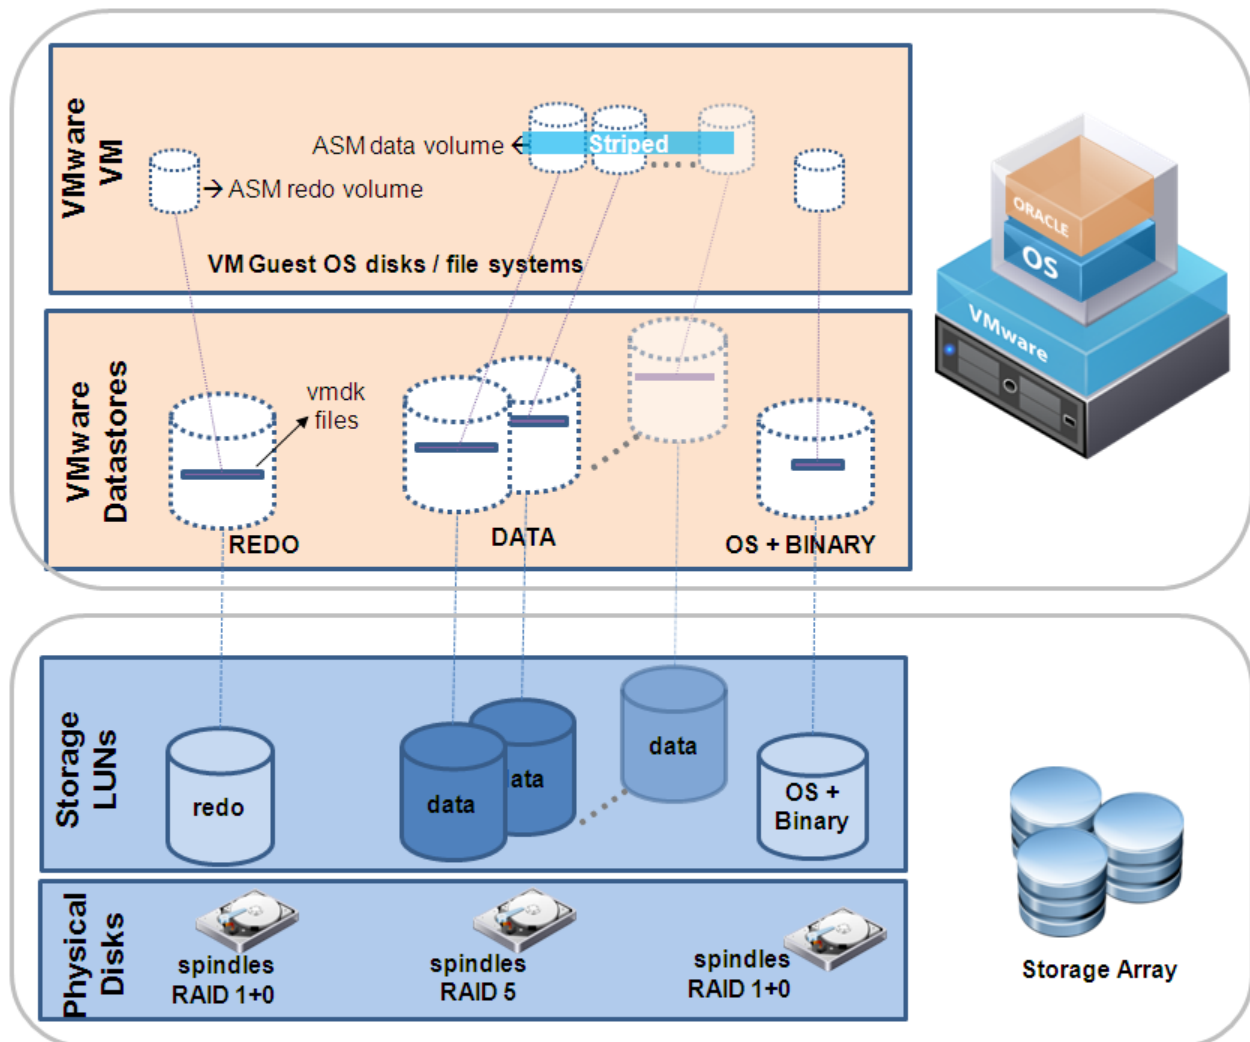 VMware
VM
ASM data volume
Striped
ASM redo volume
VM Guest OS disks / file systems
ORACLE
OS
VMware
VMware
Datastores
vmdk
files
REDO
DATA
OS + BINARY
Storage
LUNs
redo
data
data
data
OS +
Binary
Physical
Disks
spindles
RAID 1+0
spindles
RAID 5
spindles
RAID 1+0
Storage Array